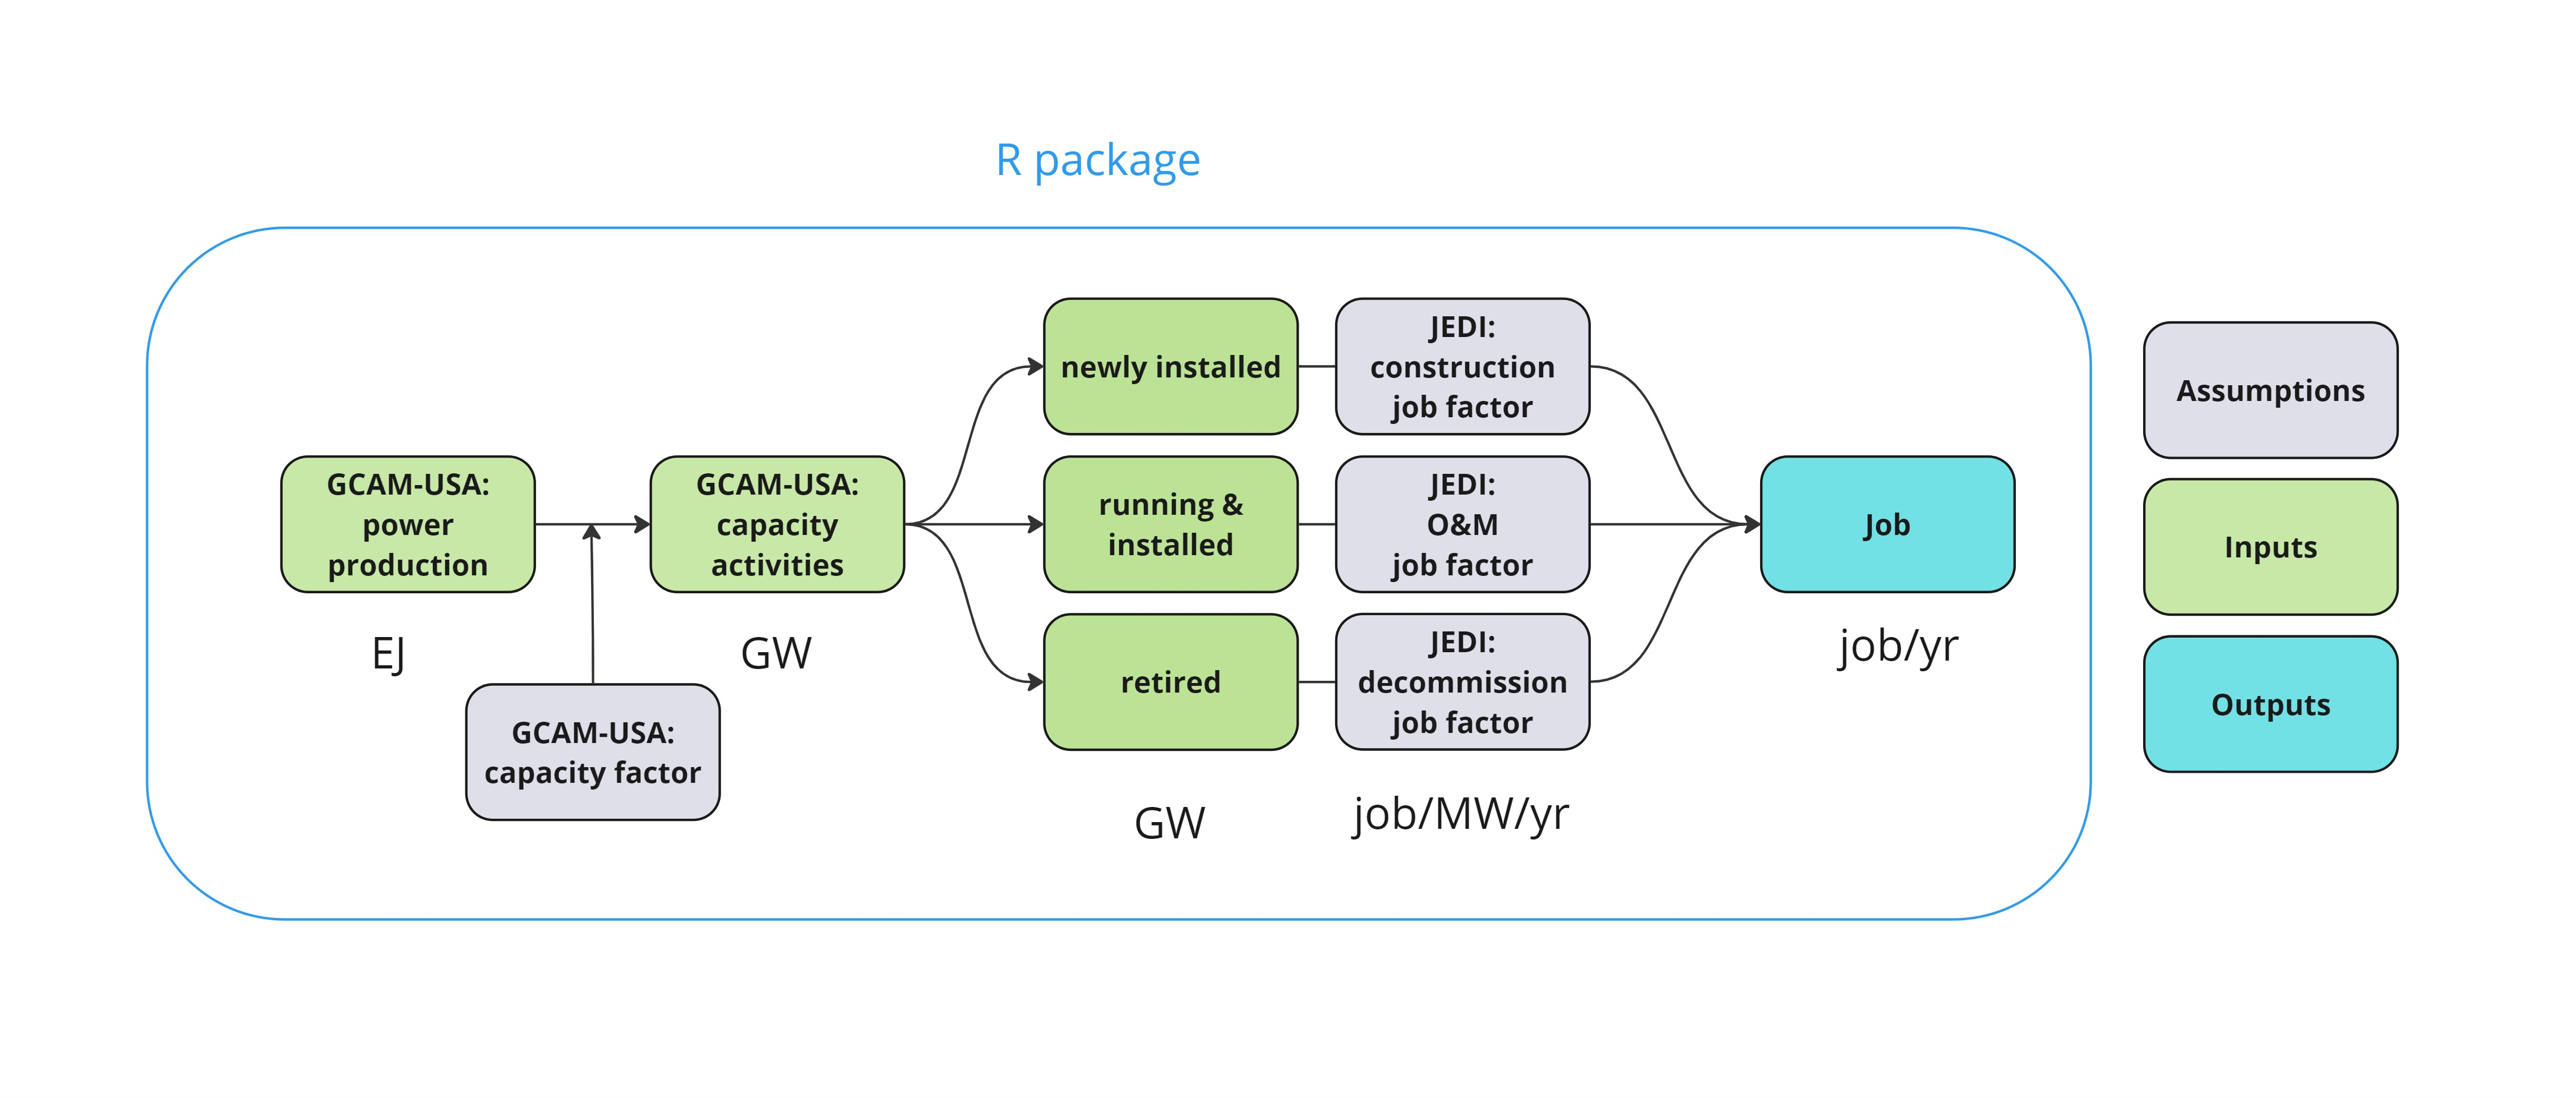 R package
GCAM-USA:
power
production
EJ
GCAM-USA:
capacity factor
GCAM-USA:
capacity
activities
GW
newly installed
running &
installed
retired
GW
JEDI:
construction
job factor
JEDI:
O&M
job factor
JEDI:
decommission
job factor
job/MW/yr
Job
job/yr
Assumptions
Inputs
Outputs